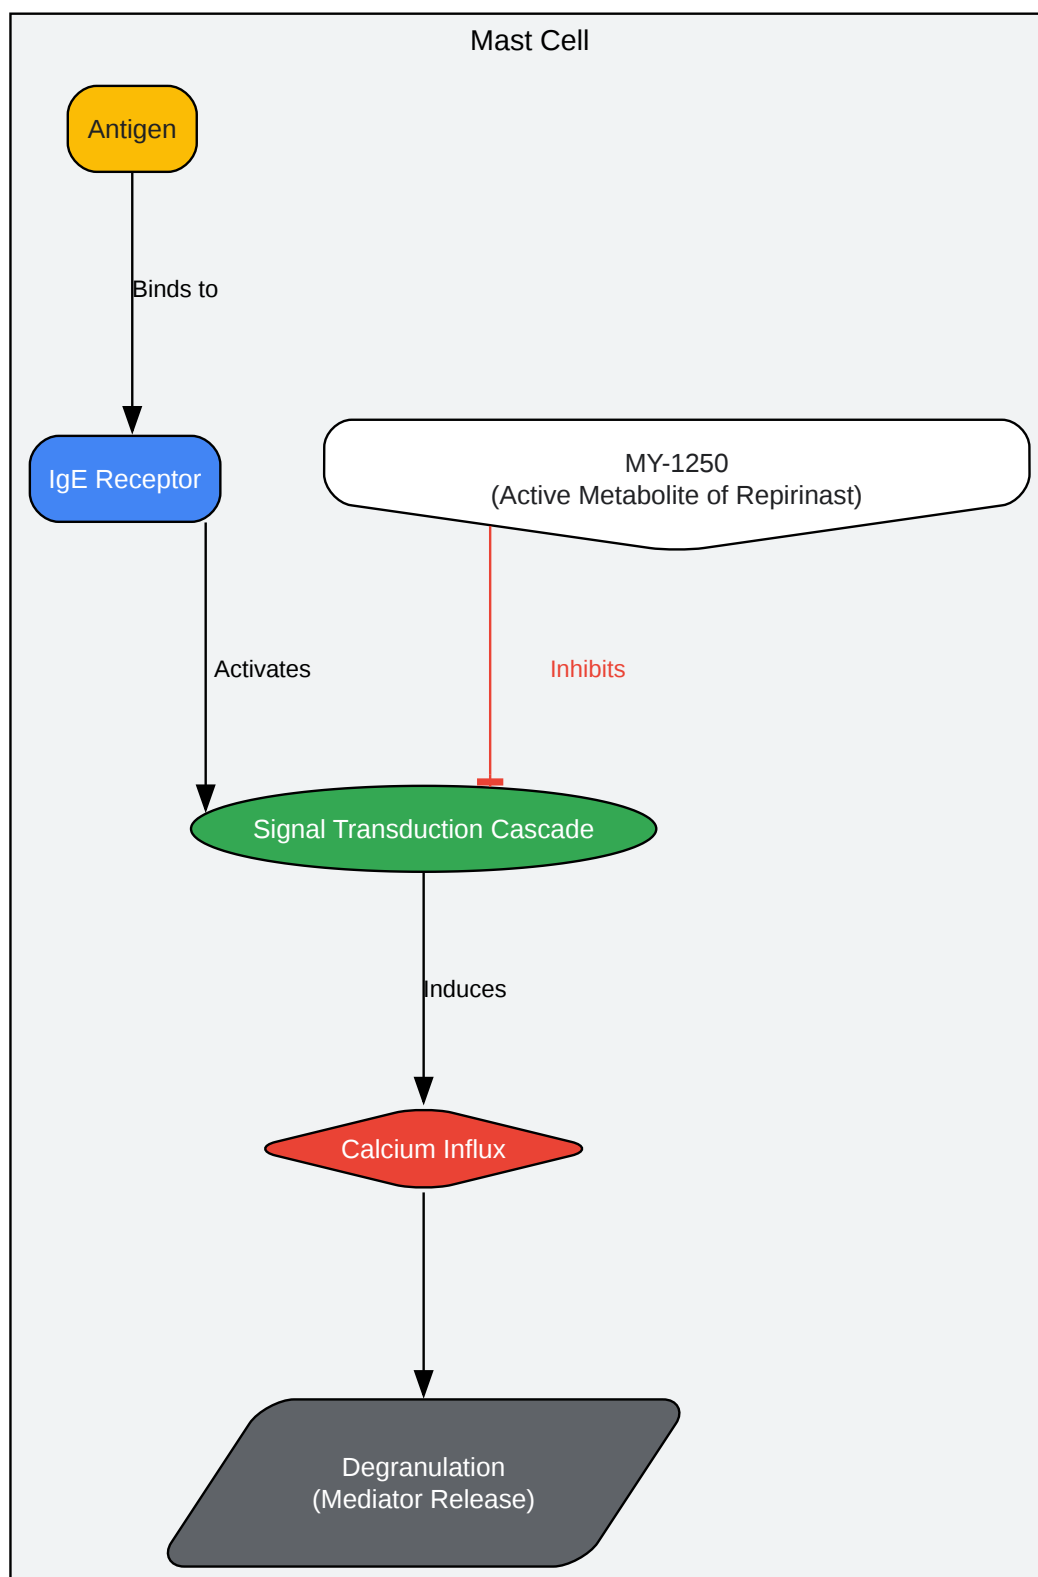 Mast Cell
Antigen
Binds to
IgE Receptor
MY-1250
(Active Metabolite of Repirinast)
Activates
Inhibits
Signal Transduction Cascade
Induces
Calcium Influx
Degranulation
(Mediator Release)